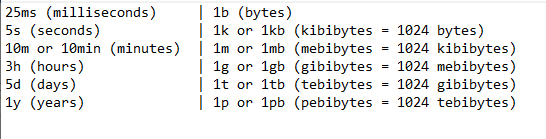 25ms (milliseconds) | 1b (bytes)
5s (seconds) | 1k or 1kb (kibibytes = 1024 bytes)
10m or 10min (minutes) | 1m or 1mb (mebibytes = 1024 kibibytes)
3h (hours) | 1g or 1gb (gibibytes = 1024 mebibytes)
5d (days) | 1t or 1tb (tebibytes = 1024 gibibytes)
1y (years) | 1p or 1pb (pebibytes = 1024 tebibytes)